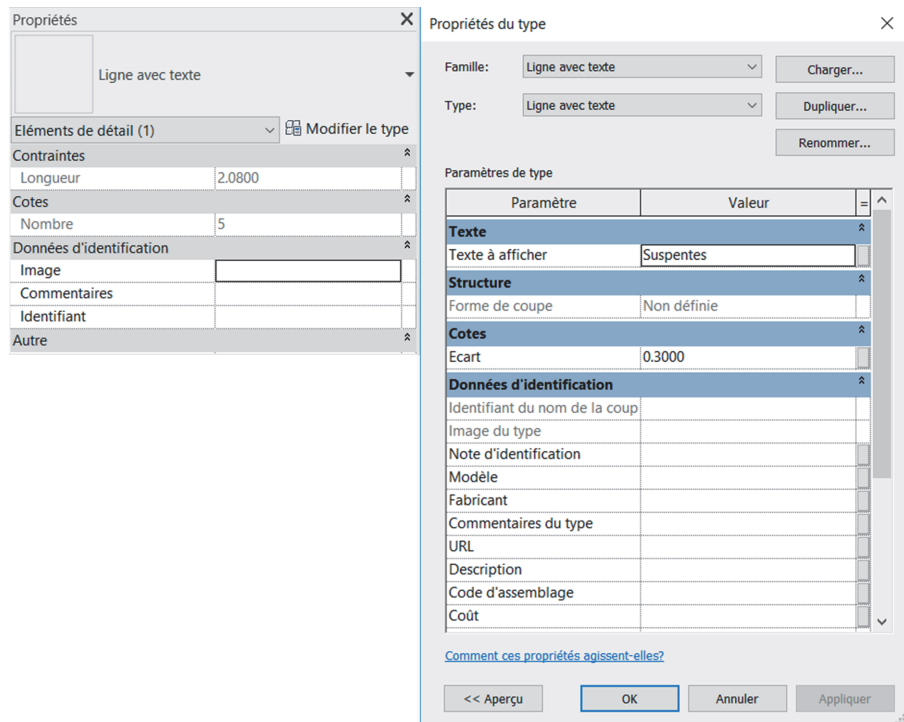 Propriétés
Ligne avec texte
Eléments de détail (1) Modifier le type
Contraintes
Longueur 2.0800
Cotes
Nombre 5
Données d'identification
Image
Commentaires
Identifiant
Autre
Propriétés du type
Famille: Ligne avec texte Charger...
Type: Ligne avec texte Dupliquer...
Renommer...
Paramètres de type
Paramètre Valeur =
Texte
Texte à afficher Suspentes
Structure
Forme de coupe Non définie
Cotes
Ecart 0.3000
Données d'identification
Identifiant du nom de la coup
Image du type
Note d'identification
Modèle
Fabricant
Commentaires du type
URL
Description
Code d'assemblage
Coût
Comment ces propriétés agissent-elles?
<< Aperçu OK Annuler Appliquer